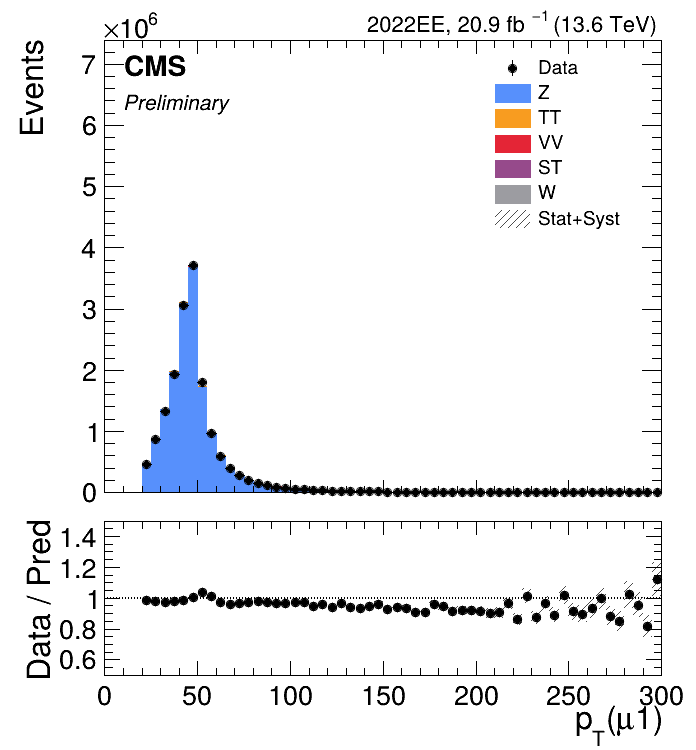 ×10⁶
2022EE, 20.9 fb ⁻¹ (13.6 TeV)
Events
7
6
5
4
3
2
1
0
CMS
Preliminary
Data
Z
TT
VV
ST
W
Stat+Syst
Data / Pred
1.4
1.2
1
0.8
0.6
0 50 100 150 200 250 300
p_T(μ1)